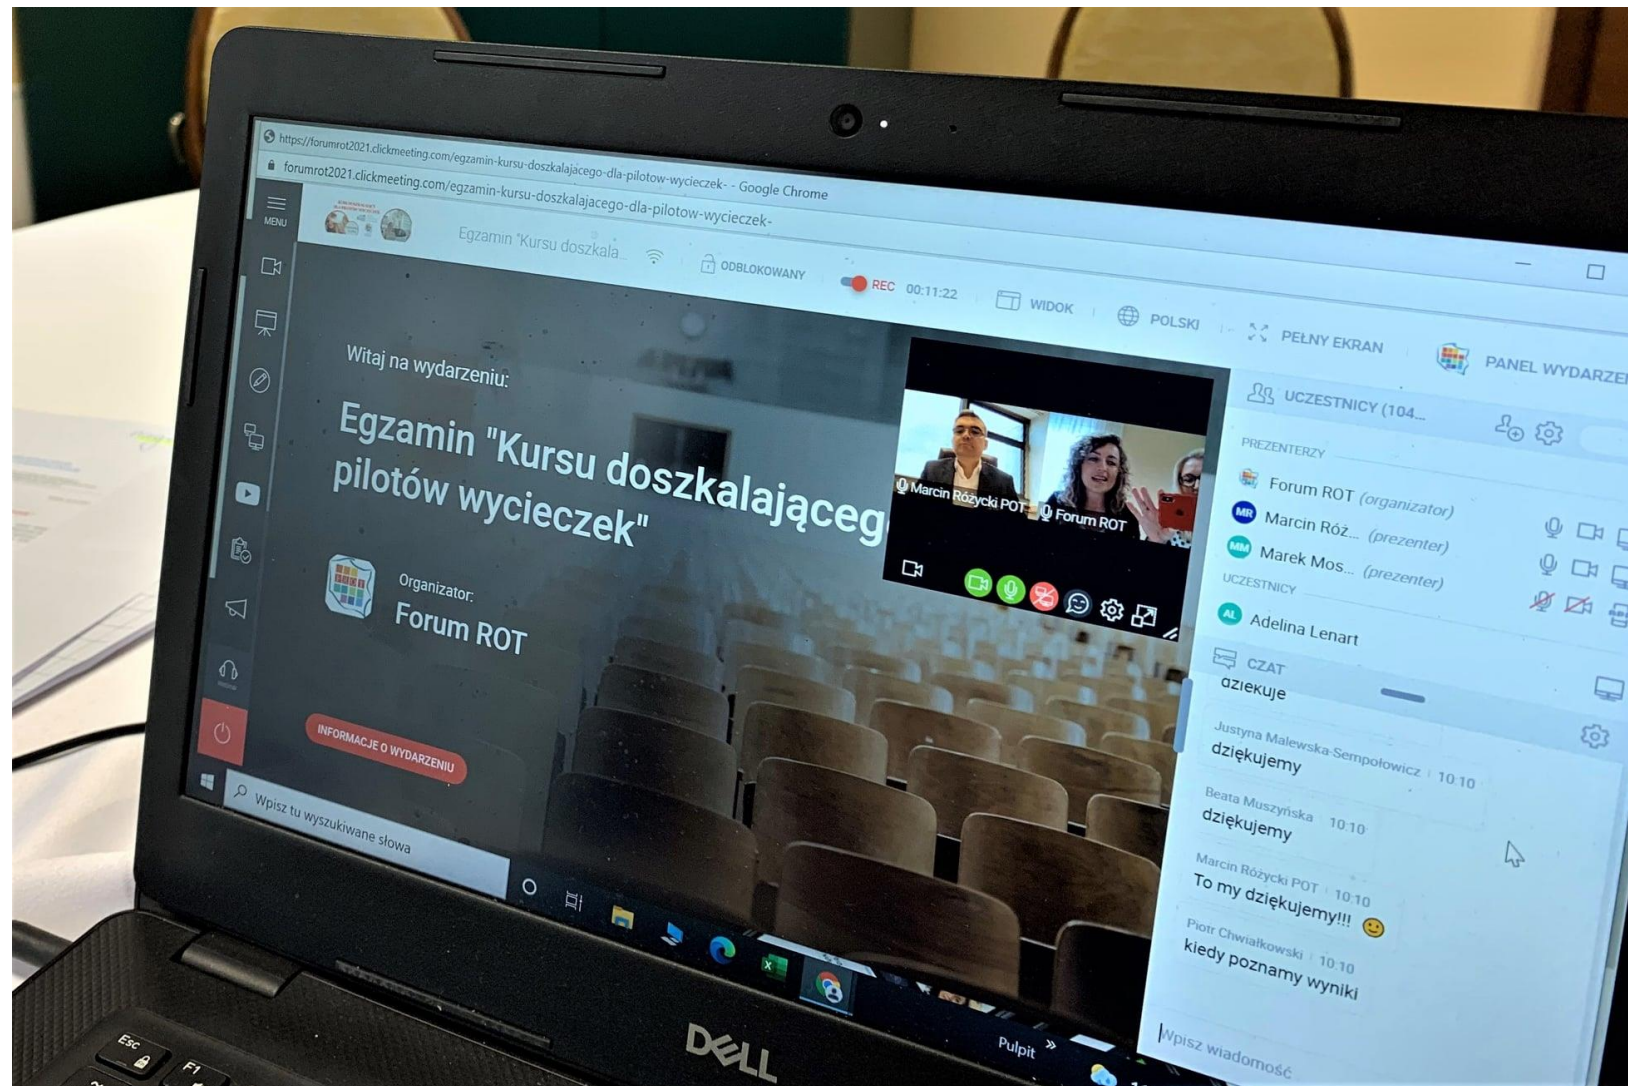 https://forumrot2021.clickmeeting.com/egzamin-kursu-doszkalajacego-dla-pilotow-wycieczek- - Google Chrome
forumrot2021.clickmeeting.com/egzamin-kursu-doszkalajacego-dla-pilotow-wycieczek-
MENU
Egzamin "Kursu doszkala...
ODBLOKOWANY
REC 00:11:22
WIDOK
POLSKI
PEŁNY EKRAN
PANEL WYDARZE
Witaj na wydarzeniu:
Egzamin "Kursu doszkalająceg
pilotów wycieczek"
Organizator:
Forum ROT
INFORMACJE O WYDARZENIU
Marcin Różycki POT
Forum ROT
UCZESTNICY (104...
PREZENTERZY
Forum ROT (organizator)
MR Marcin Róż... (prezenter)
MM Marek Mos... (prezenter)
UCZESTNICY
AL Adelina Lenart
CZAT
dziekuje
Justyna Malewska-Sempołowicz 10:10
dziękujemy
Beata Muszyńska 10:10
dziękujemy
Marcin Różycki POT 10:10
To my dziękujemy!!!
Piotr Chwiałkowski 10:10
kiedy poznamy wyniki
Wpisz wiadomość
Wpisz tu wyszukiwane słowa
Pulpit »
DELL
Esc
F1